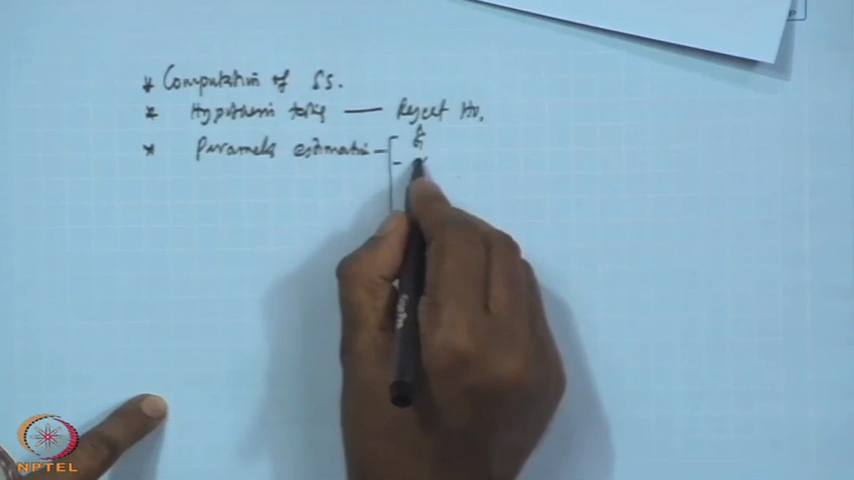 * Computation of SS.
* Hypothesis testing — Reject H0.
* Parameter estimation
NPTEL